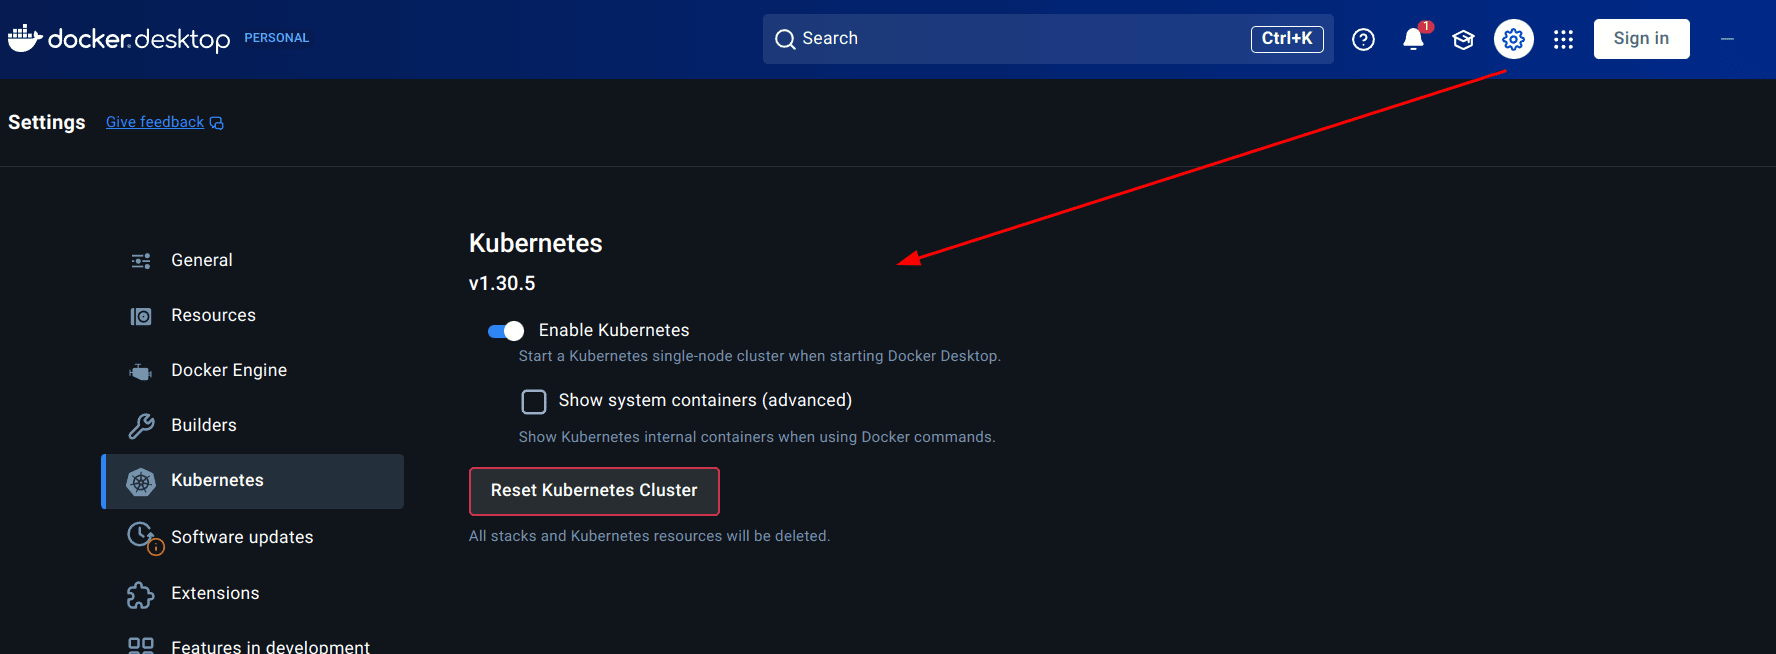 docker.desktop PERSONAL
Search
Ctrl+K
1
Sign in
Settings
Give feedback
General
Resources
Docker Engine
Builders
Kubernetes
Software updates
Extensions
Features in development
Kubernetes
v1.30.5
Enable Kubernetes
Start a Kubernetes single-node cluster when starting Docker Desktop.
Show system containers (advanced)
Show Kubernetes internal containers when using Docker commands.
Reset Kubernetes Cluster
All stacks and Kubernetes resources will be deleted.